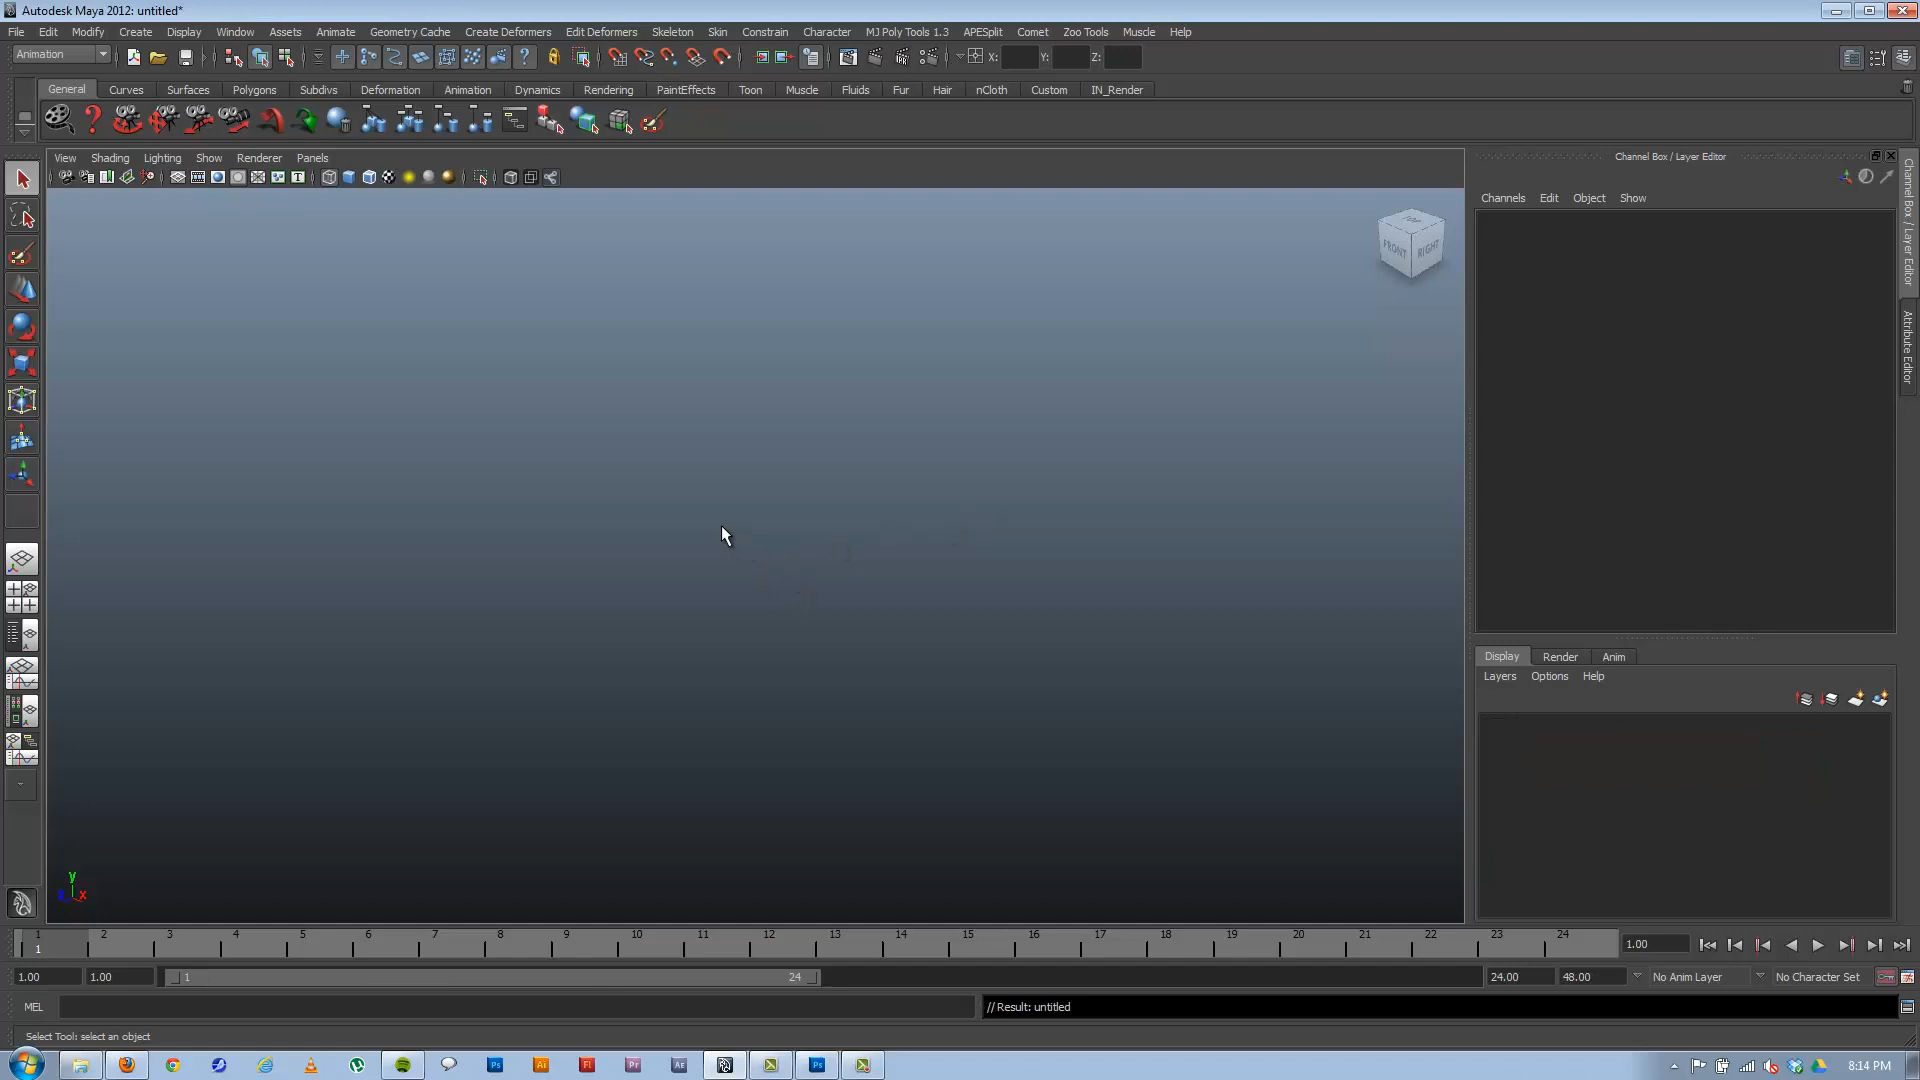 Autodesk Maya 2012: untitled*
File Edit Modify Create Display Window Assets Animate Geometry Cache Create Deformers Edit Deformers Skeleton Skin Constrain Character MJ Poly Tools 1.3 APESplit Comet Zoo Tools Muscle Help
Animation X: Y: Z:
General Curves Surfaces Polygons Subdivs Deformation Animation Dynamics Rendering PaintEffects Toon Muscle Fluids Fur Hair nCloth Custom IN_Render
View Shading Lighting Show Renderer Panels
Channel Box / Layer Editor
Channels Edit Object Show
TOP
FRONT RIGHT
Channel Box / Layer Editor
Attribute Editor
Display Render Anim
Layers Options Help
y
x
1 2 3 4 5 6 7 8 9 10 11 12 13 14 15 16 17 18 19 20 21 22 23 24
1 1.00
1.00 1.00 1 24 24.00 48.00 No Anim Layer No Character Set
MEL // Result: untitled
Select Tool: select an object
Ps Ai Fl Pr Ae Ps 8:14 PM